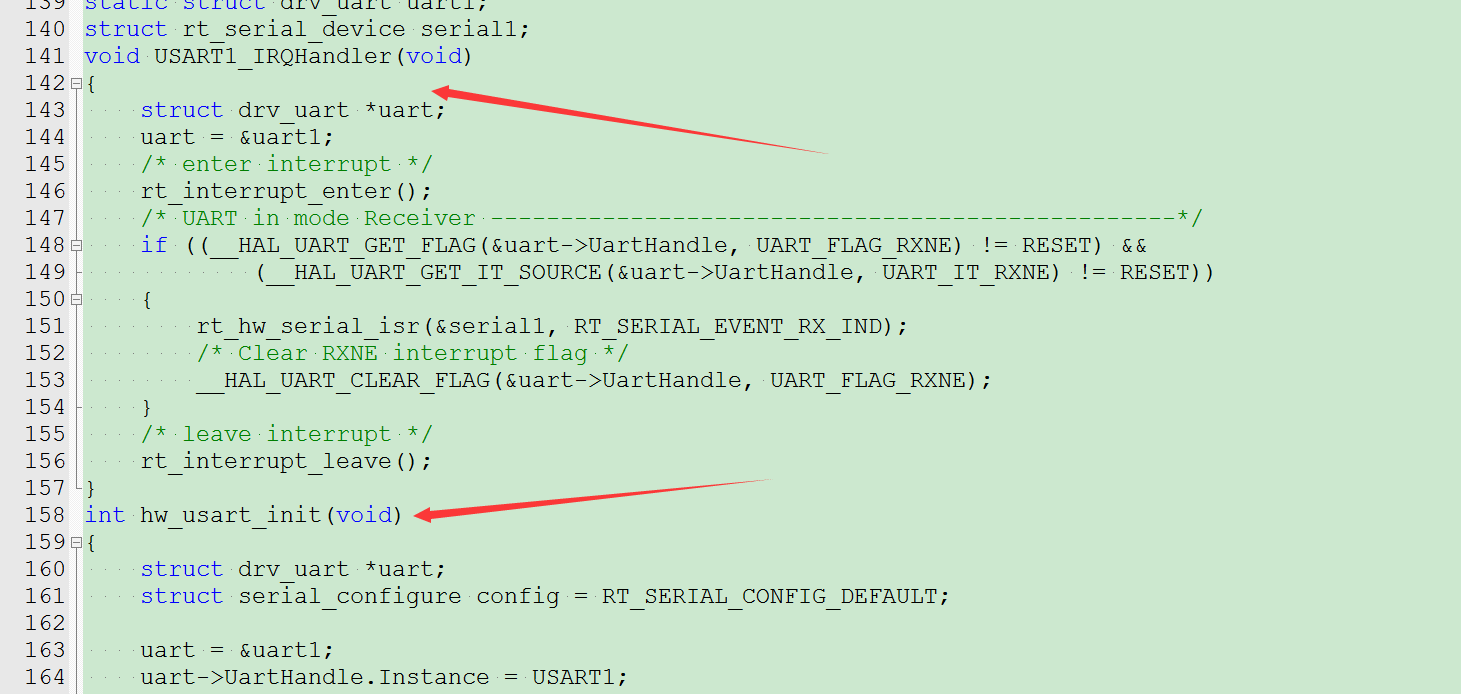 139 static struct drv_uart uart1;
140 struct rt_serial_device serial1;
141 void USART1_IRQHandler(void)
142 {
143     struct drv_uart *uart;
144     uart = &uart1;
145     /* enter interrupt */
146     rt_interrupt_enter();
147     /* UART in mode Receiver -------------------------------------------------*/
148     if ((__HAL_UART_GET_FLAG(&uart->UartHandle, UART_FLAG_RXNE) != RESET) &&
149             (__HAL_UART_GET_IT_SOURCE(&uart->UartHandle, UART_IT_RXNE) != RESET))
150     {
151         rt_hw_serial_isr(&serial1, RT_SERIAL_EVENT_RX_IND);
152         /* Clear RXNE interrupt flag */
153         __HAL_UART_CLEAR_FLAG(&uart->UartHandle, UART_FLAG_RXNE);
154     }
155     /* leave interrupt */
156     rt_interrupt_leave();
157 }
158 int hw_usart_init(void)
159 {
160     struct drv_uart *uart;
161     struct serial_configure config = RT_SERIAL_CONFIG_DEFAULT;
162
163     uart = &uart1;
164     uart->UartHandle.Instance = USART1;